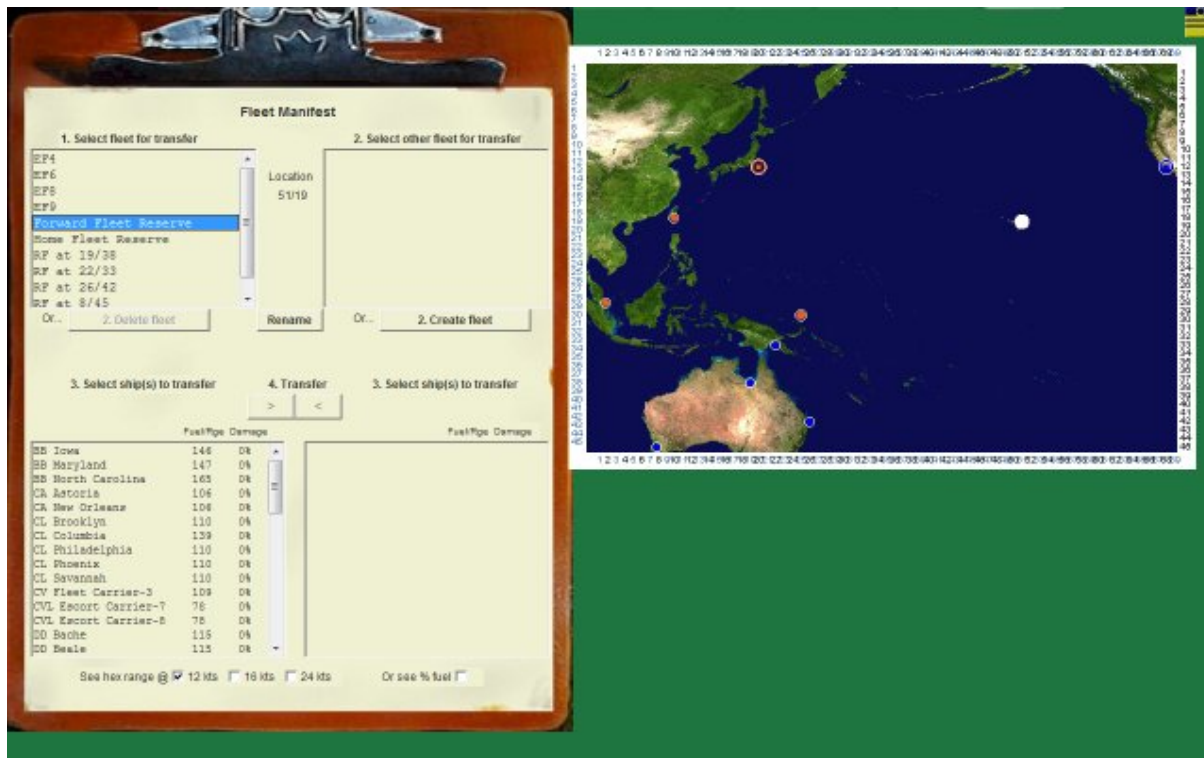 Fleet Manifest
1. Select fleet for transfer
2. Select other fleet for transfer
EF4
EF6
EF8
EF9
Forward Fleet Reserve
Home Fleet Reserve
RF at 19/38
RF at 22/33
RF at 26/42
RF at 8/45
Location
51/19
Or...
2. Delete fleet
Rename
Or...
2. Create fleet
3. Select ship(s) to transfer
4. Transfer
3. Select ship(s) to transfer
> <
Fuel/Rge Damage
Fuel/Rge Damage
BB Iowa 146 0%
BB Maryland 147 0%
BB North Carolina 165 0%
CA Astoria 106 0%
CA New Orleans 106 0%
CL Brooklyn 110 0%
CL Columbia 139 0%
CL Philadelphia 110 0%
CL Phoenix 110 0%
CL Savannah 110 0%
CV Fleet Carrier-3 109 0%
CVL Escort Carrier-7 78 0%
CVL Escort Carrier-8 78 0%
DD Bache 115 0%
DD Beale 115 0%
See hex range @ 12 kts 16 kts 24 kts
Or see % fuel